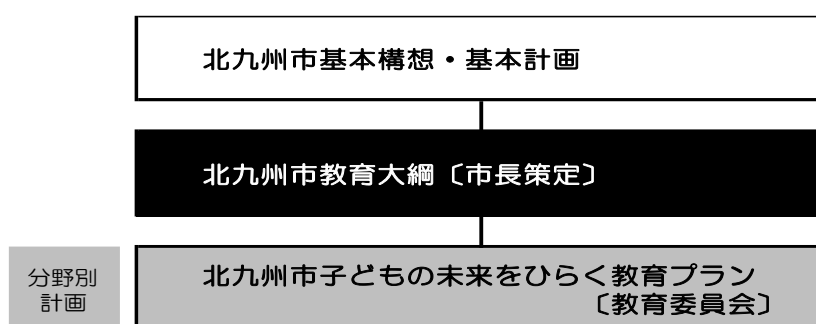 北九州市基本構想・基本計画
北九州市教育大綱〔市長策定〕
分野別
計画
北九州市子どもの未来をひらく教育プラン
〔教育委員会〕